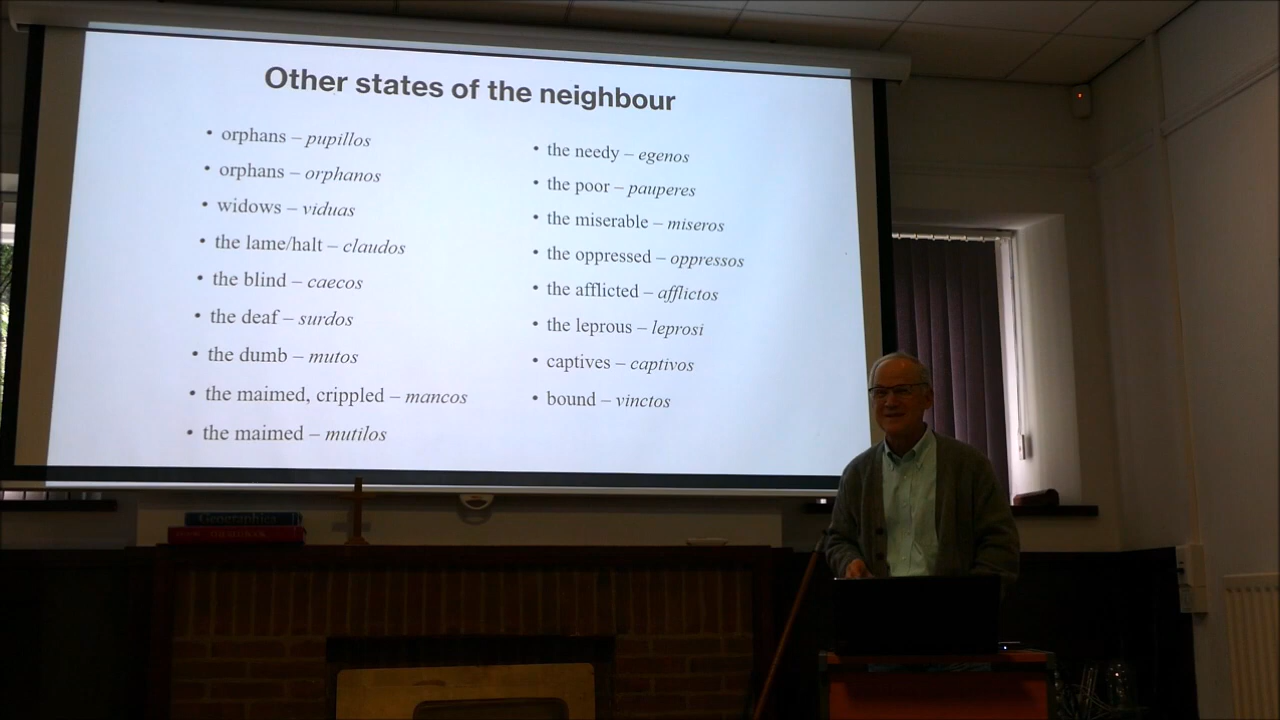 Other states of the neighbour
• orphans – pupillos
• orphans – orphanos
• widows – viduas
• the lame/halt – claudos
• the blind – caecos
• the deaf – surdos
• the dumb – mutos
• the maimed, crippled – mancos
• the maimed – mutilos
• the needy – egenos
• the poor – pauperes
• the miserable – miseros
• the oppressed – oppressos
• the afflicted – afflictos
• the leprous – leprosi
• captives – captivos
• bound – vinctos
Geographica